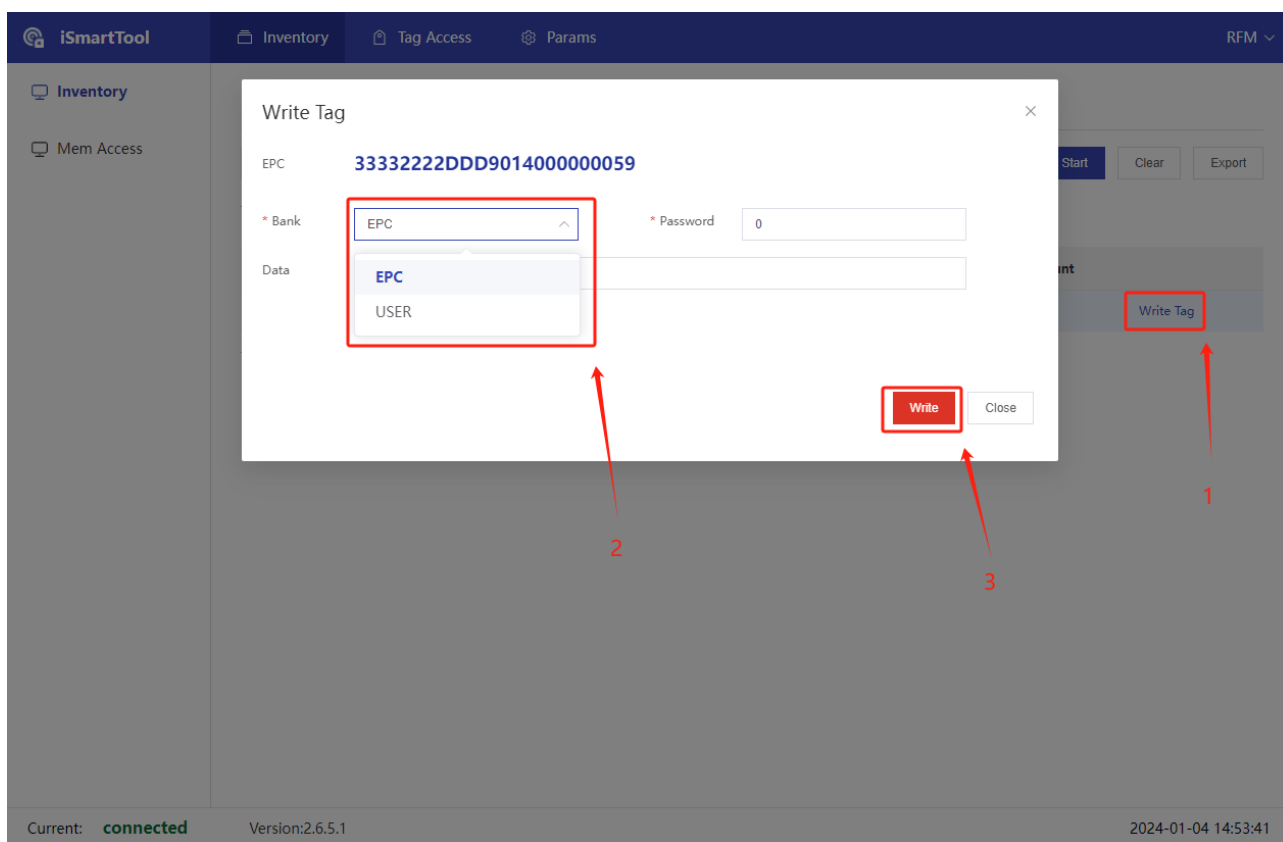 iSmartTool Inventory Tag Access Params RFM
Inventory
Mem Access
Write Tag
EPC 33332222DDD9014000000059
Start Clear Export
* Bank EPC * Password 0
Data
EPC
USER
unt
Write Tag
Write Close
1
2
3
Current: connected Version:2.6.5.1 2024-01-04 14:53:41